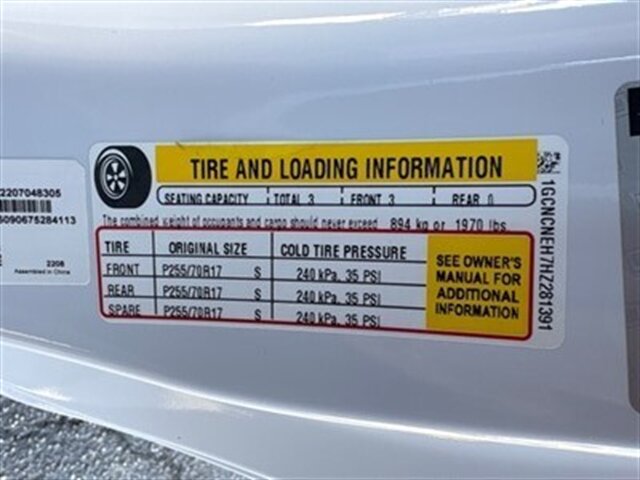 2207048305
6090675284113
2208
Assembled in China
TIRE AND LOADING INFORMATION
SEATING CAPACITY TOTAL 3 FRONT 3 REAR 0
The combined weight of occupants and cargo should never exceed 894 kg or 1970 lbs
TIRE ORIGINAL SIZE COLD TIRE PRESSURE
FRONT P255/70R17 S 240 kPa, 35 PSI
REAR P255/70R17 S 240 kPa, 35 PSI
SPARE P255/70R17 S 240 kPa, 35 PSI
SEE OWNER'S
MANUAL FOR
ADDITIONAL
INFORMATION
1GCNCNEH7HZ281391